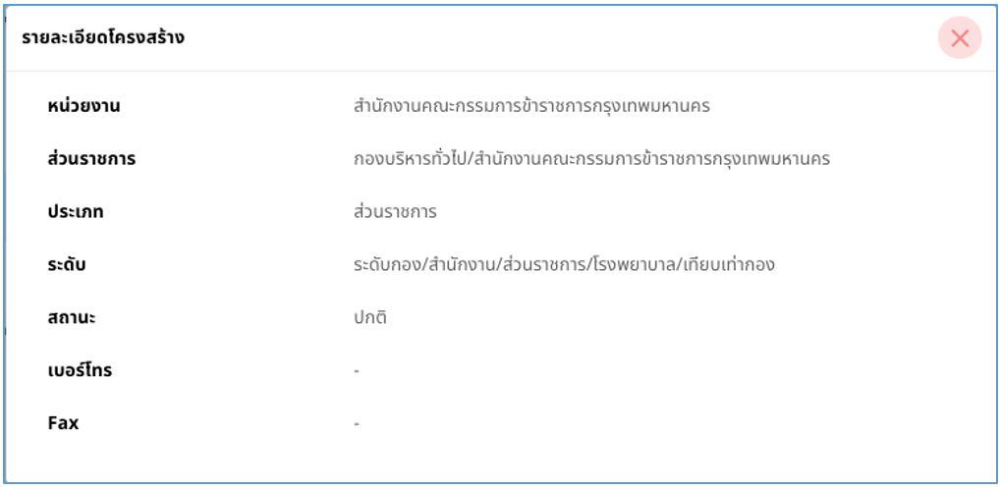 รายละเอียดโครงสร้าง
หน่วยงาน สำนักงานคณะกรรมการข้าราชการกรุงเทพมหานคร
ส่วนราชการ กองบริหารทั่วไป/สำนักงานคณะกรรมการข้าราชการกรุงเทพมหานคร
ประเภท ส่วนราชการ
ระดับ ระดับกอง/สำนักงาน/ส่วนราชการ/โรงพยาบาล/เทียบเท่ากอง
สถานะ ปกติ
เบอร์โทร -
Fax -